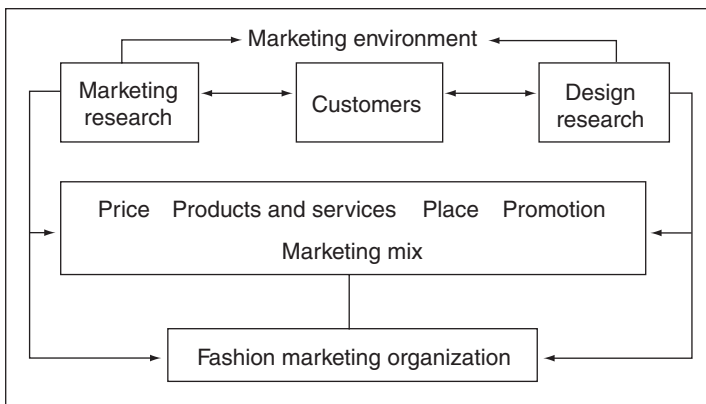 Marketing environment
Marketing
research
Customers
Design
research
Price Products and services Place Promotion
Marketing mix
Fashion marketing organization